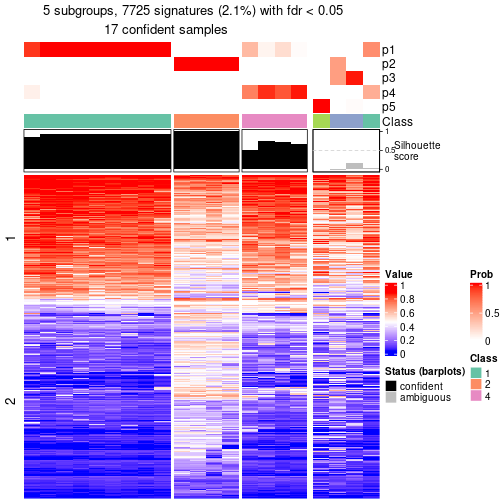 5 subgroups, 7725 signatures (2.1%) with fdr < 0.05
17 confident samples
p1
p2
p3
p4
p5
Class
1
0.5
0
Silhouette
score
1
2
Value
1
0.8
0.6
0.4
0.2
0
Prob
1
0.5
0
Status (barplots)
confident
ambiguous
Class
1
2
4